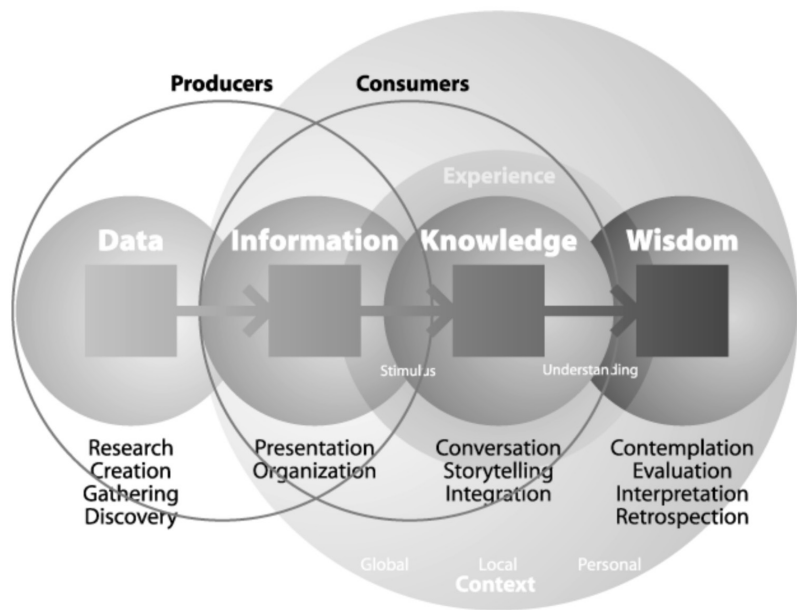 Producers
Consumers
Experience
Data
Information
Knowledge
Wisdom
Stimulus
Understanding
Research
Creation
Gathering
Discovery
Presentation
Organization
Conversation
Storytelling
Integration
Contemplation
Evaluation
Interpretation
Retrospection
Global
Local
Personal
Context